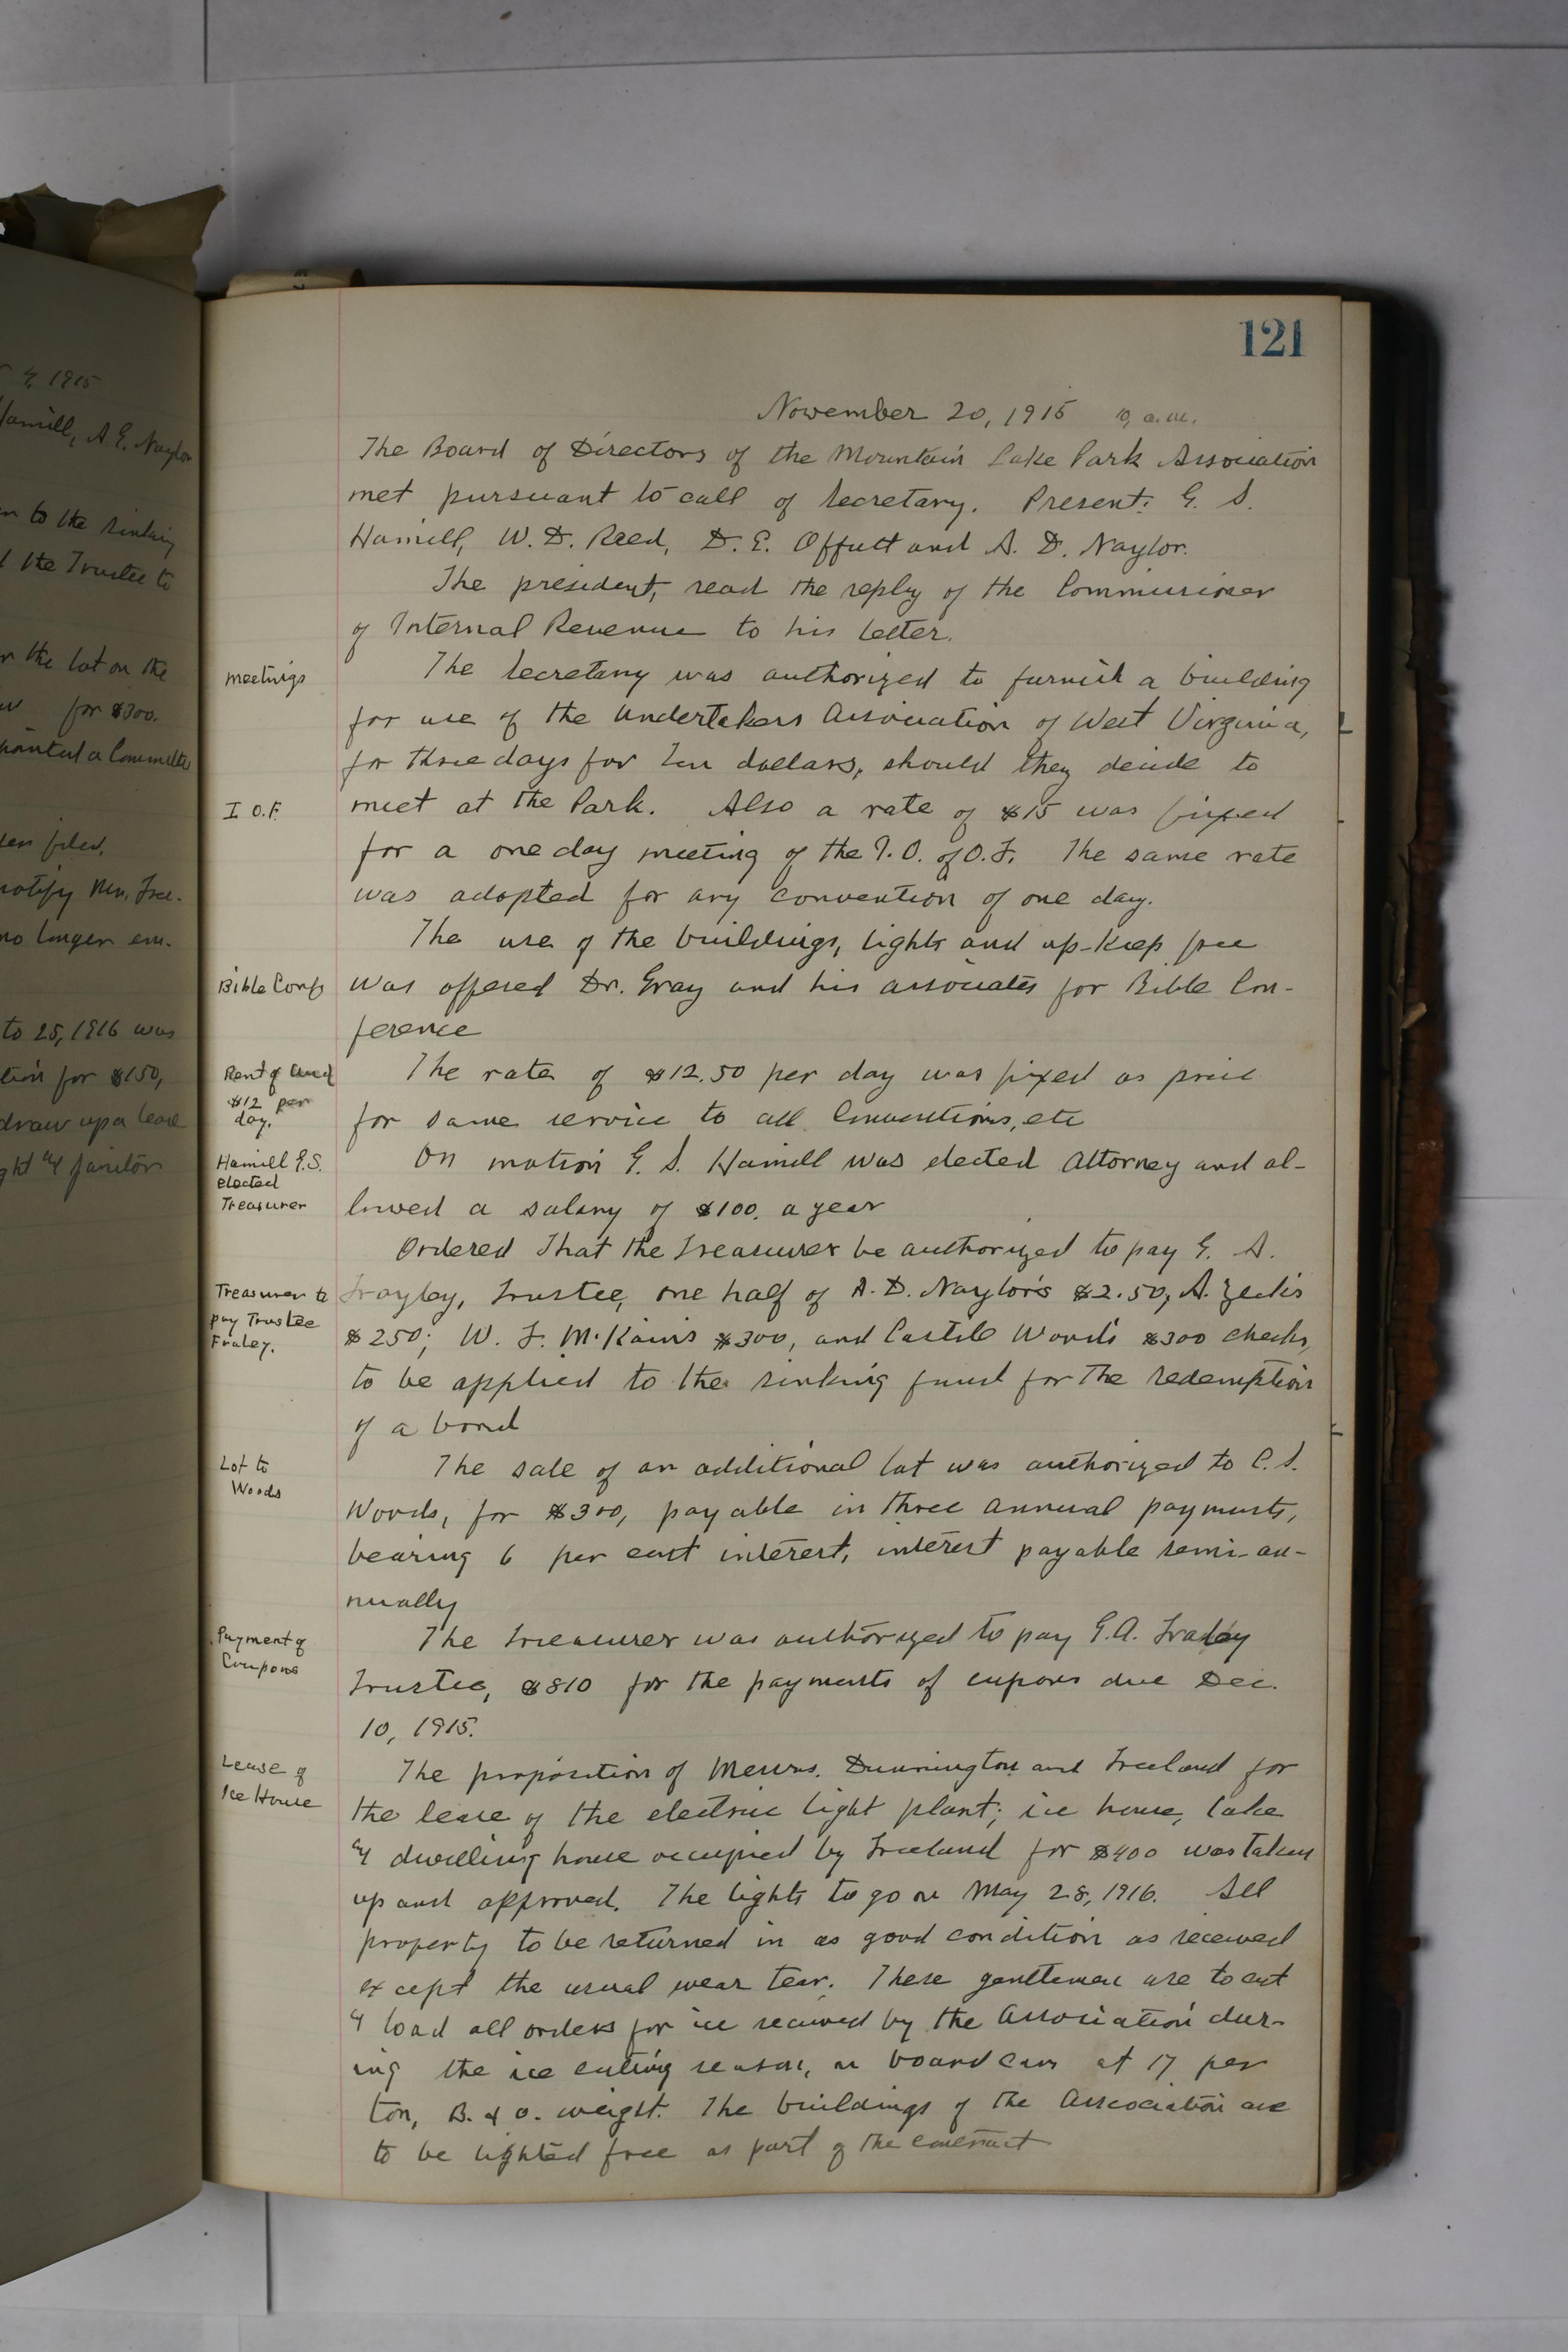 121
November 20, 1915 9, a.m.
The Board of Directors of the Mountain Lake Park Association
met pursuant to call of Secretary. Present: G. S.
Hamill, W. D. Reed, D. E. Offutt and A. D. Naylor.
The president, read the reply of the Commissioner
of Internal Revenue to his letter.
Meetings
The Secretary was authorized to furnish a building
for use of the Undertakers Association of West Virginia,
for three days for Ten dollars, should they decide to
I O.F.
meet at the Park. Also a rate of $15 was fixed
for a one day meeting of the I. O. of O. F. The same rate
was adopted for any convention of one day.
The use of the buildings, lights and up-keep free
Bible Conf
was offered Dr. Gray and his associates for Bible Con-
ference
Rent of
$12 per
day.
The rate of $12.50 per day was fixed as price
for same service to all Conventions, etc
Hamill G.S.
elected
Treasurer
On motion G. S. Hamill was elected Attorney and al-
lowed a salary of $100. a year
Ordered That the Treasurer be authorized to pay G. A.
Treasurer to
pay Trustee
Fraley.
Frayley, Trustee, one half of A. D. Naylor's $2.50, A.
$250; W. F. McKain's $300, and Castile Woods $300 checks,
to be applied to the sinking fund for the redemption
of a bond
Lot to
Woods
The sale of an additional lot was authorized to C. S.
Woods, for $300, payable in three annual payments,
bearing 6 per cent interest, interest payable semi-an-
nually
Payment of
Coupons
The Treasurer was authorized to pay G. A. Fraley
Trustee, $810 for the payments of cupons due Dec.
10, 1915.
Lease of
Ice House
The proposition of Messrs. Dunnington and Freeland for
the lease of the electric light plant; ice house, lake
& dwelling house occupied by Freeland for $400 was taken
up and approved. The lights to go on May 28, 1916. All
property to be returned in as good condition as received
except the usual wear tear. These gentlemen are to cut
& load all orders for ice received by the Association dur-
ing the ice cutting season, on board cars at 17 per
ton, B. & O. weight. The buildings of the Association are
to be lighted free as part of the contract
9, 1915
Hamill, A. E. Naylor
to the sinking
the Trustee to
the lot on the
for $300.
a Committee
filed,
notify Mr. Free-
no longer em-
to 25, 1916 was
for $150,
draw up a lease
& janitor